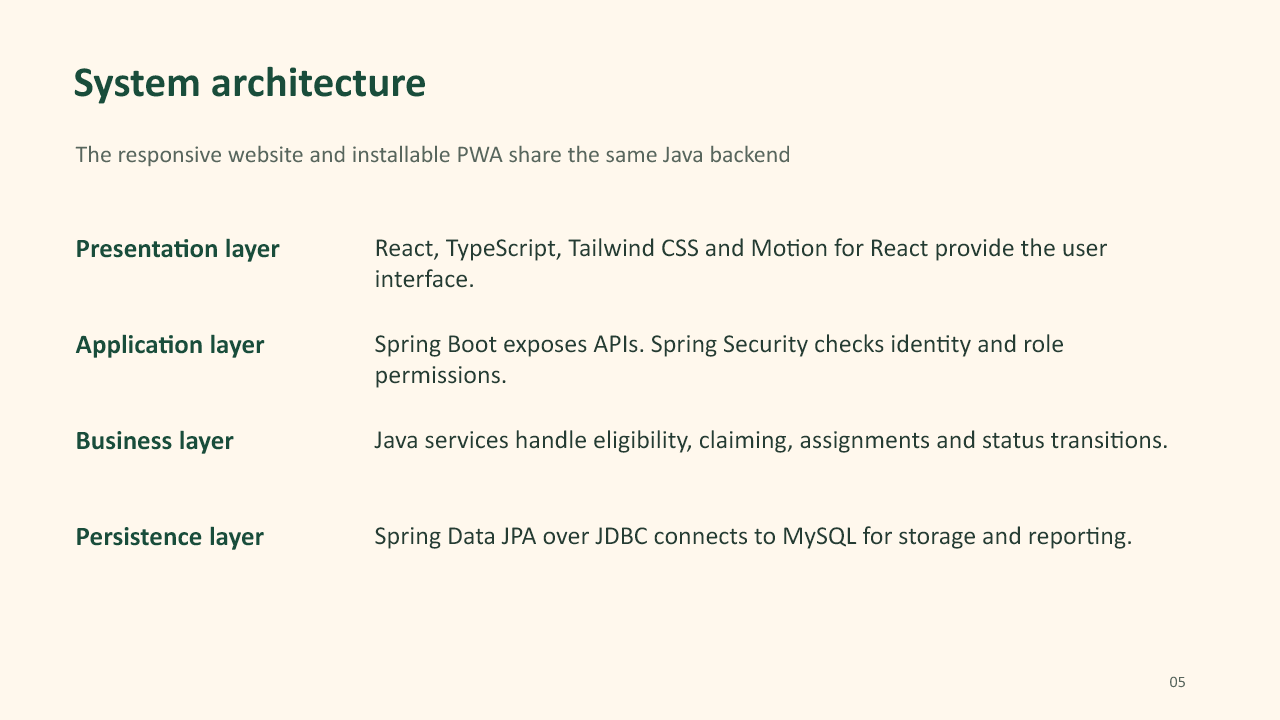 System architecture
The responsive website and installable PWA share the same Java backend
Presentation layer
React, TypeScript, Tailwind CSS and Motion for React provide the user
interface.
Application layer
Spring Boot exposes APIs. Spring Security checks identity and role
permissions.
Business layer
Java services handle eligibility, claiming, assignments and status transitions.
Persistence layer
Spring Data JPA over JDBC connects to MySQL for storage and reporting.
05